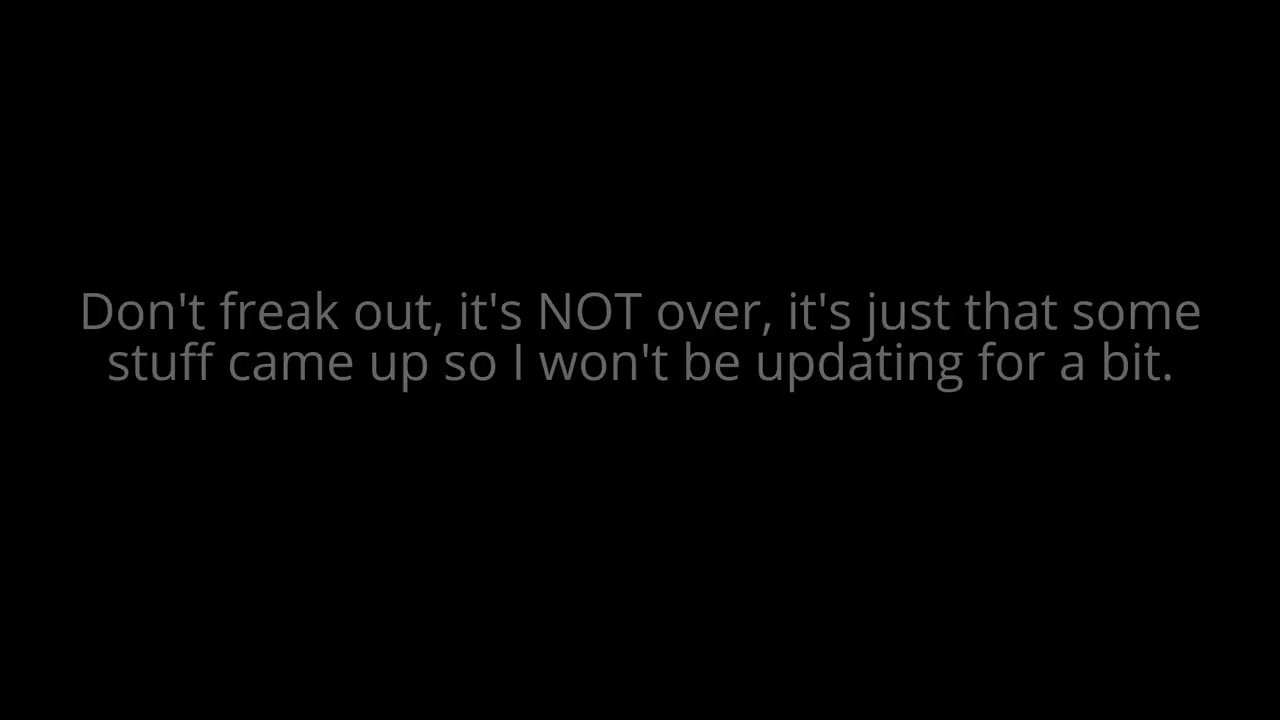 Don't freak out, it's NOT over, it's just that some
stuff came up so I won't be updating for a bit.